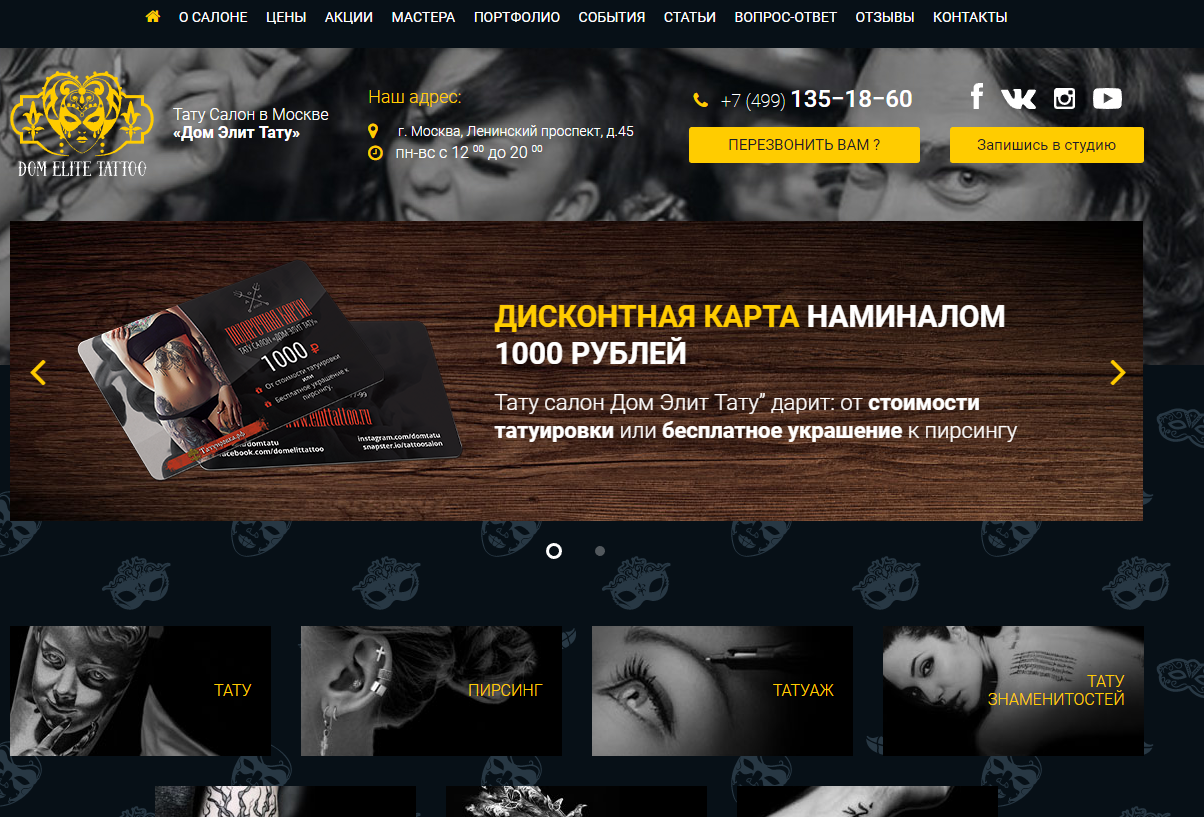 О САЛОНЕ ЦЕНЫ АКЦИИ МАСТЕРА ПОРТФОЛИО СОБЫТИЯ СТАТЬИ ВОПРОС-ОТВЕТ ОТЗЫВЫ КОНТАКТЫ
DOM ELITE TATTOO
Тату Салон в Москве
«Дом Элит Тату»
Наш адрес:
г. Москва, Ленинский проспект, д.45
пн-вс с 12 00 до 20 00
+7 (499) 135-18-60
ПЕРЕЗВОНИТЬ ВАМ ?
Запишись в студию
ПОДАРОЧНАЯ КАРТА
ТАТУ САЛОН «ДОМ ЭЛИТ ТАТУ»
1000 ₽
От стоимости татуировки
или
Бесплатное украшение к
пирсингу.
www.elittattoo.ru
instagram.com/domtatu
facebook.com/domelittattoo
snapster.io/tattoosalon
ДИСКОНТНАЯ КАРТА НАМИНАЛОМ
1000 РУБЛЕЙ
Тату салон Дом Элит Тату” дарит: от стоимости
татуировки или бесплатное украшение к пирсингу
ТАТУ
ПИРСИНГ
ТАТУАЖ
ТАТУ
ЗНАМЕНИТОСТЕЙ